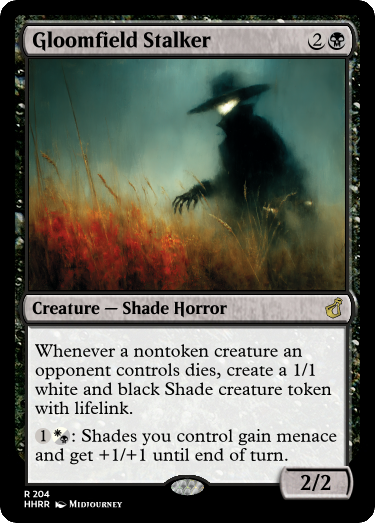 Gloomfield Stalker 2
Creature — Shade Horror
Whenever a nontoken creature an
opponent controls dies, create a 1/1
white and black Shade creature token
with lifelink.
1 : Shades you control gain menace
and get +1/+1 until end of turn.
2/2
R 204
HHRR MIDJOURNEY